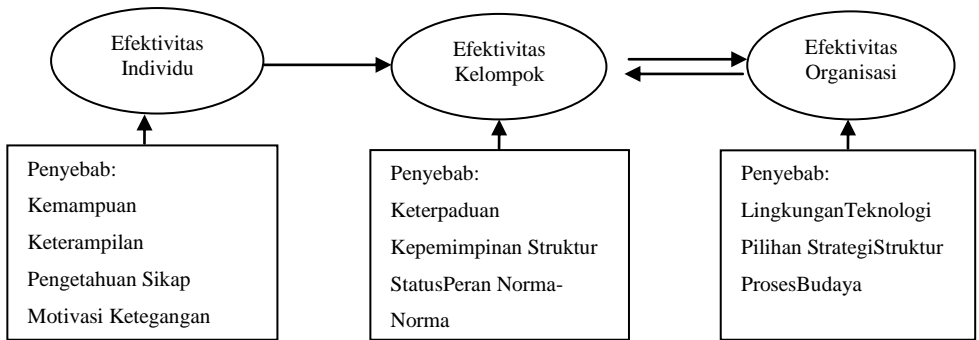 Efektivitas
Individu
Efektivitas
Kelompok
Efektivitas
Organisasi
Penyebab:
Kemampuan
Keterampilan
Pengetahuan Sikap
Motivasi Ketegangan
Penyebab:
Keterpaduan
Kepemimpinan Struktur
StatusPeran Norma-
Norma
Penyebab:
LingkunganTeknologi
Pilihan StrategiStruktur
ProsesBudaya